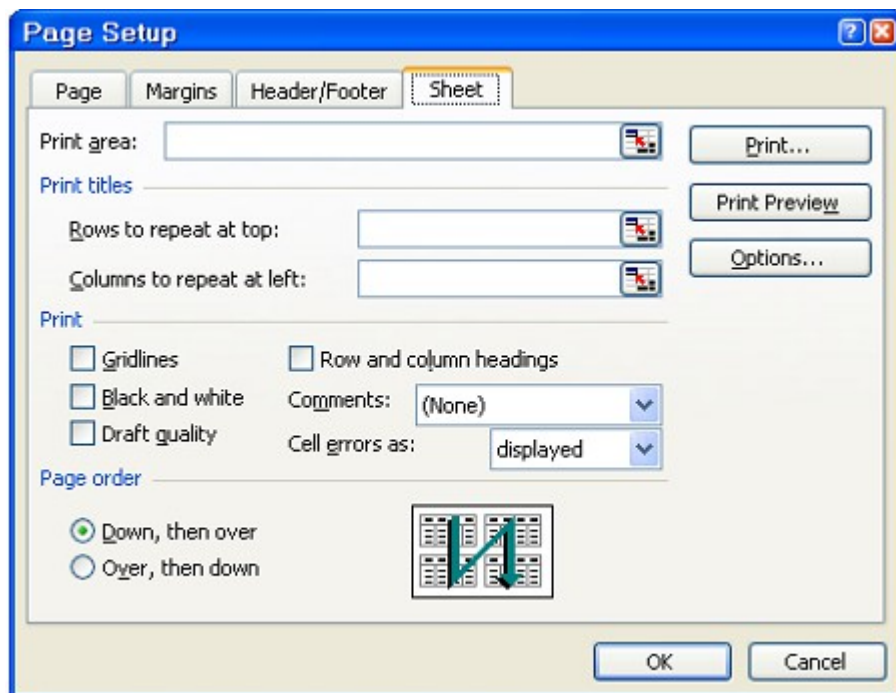 Page Setup
Page Margins Header/Footer Sheet
Print area:
Print...
Print titles
Print Preview
Rows to repeat at top:
Options...
Columns to repeat at left:
Print
Gridlines Row and column headings
Black and white Comments: (None)
Draft quality Cell errors as: displayed
Page order
Down, then over
Over, then down
OK Cancel